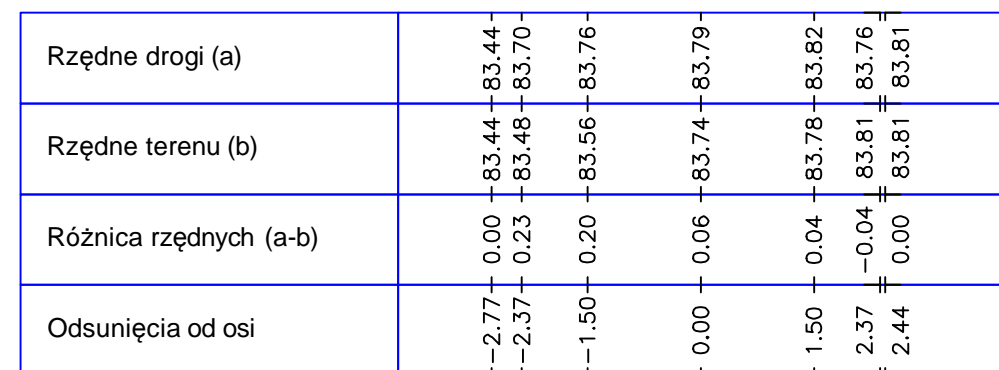 Rzędne drogi (a) 83.44 83.70 83.76 83.79 83.82 83.76 83.81
Rzędne terenu (b) 83.44 83.48 83.56 83.74 83.78 83.81 83.81
Różnica rzędnych (a-b) 0.00 0.23 0.20 0.06 0.04 -0.04 0.00
Odsunięcia od osi -2.77 -2.37 -1.50 0.00 1.50 2.37 2.44